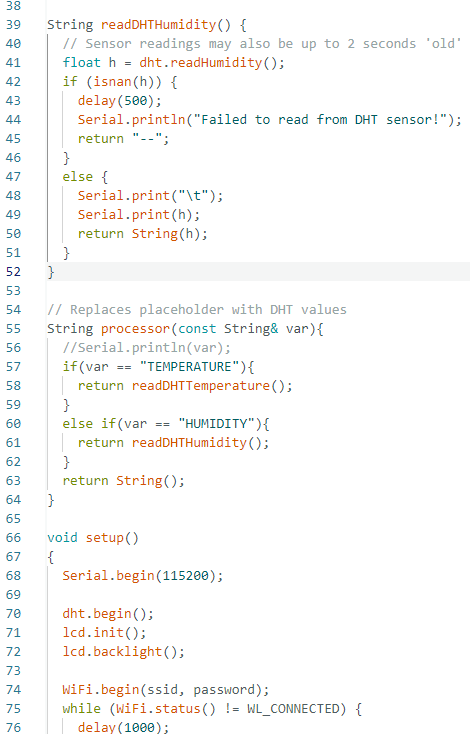 38
39 String readDHTHumidity() {
40   // Sensor readings may also be up to 2 seconds 'old'
41   float h = dht.readHumidity();
42   if (isnan(h)) {
43     delay(500);
44     Serial.println("Failed to read from DHT sensor!");
45     return "--";
46   }
47   else {
48     Serial.print("\t");
49     Serial.print(h);
50     return String(h);
51   }
52 }
53
54 // Replaces placeholder with DHT values
55 String processor(const String& var){
56   //Serial.println(var);
57   if(var == "TEMPERATURE"){
58     return readDHTTemperature();
59   }
60   else if(var == "HUMIDITY"){
61     return readDHTHumidity();
62   }
63   return String();
64 }
65
66 void setup()
67 {
68   Serial.begin(115200);
69
70   dht.begin();
71   lcd.init();
72   lcd.backlight();
73
74   WiFi.begin(ssid, password);
75   while (WiFi.status() != WL_CONNECTED) {
76     delay(1000);